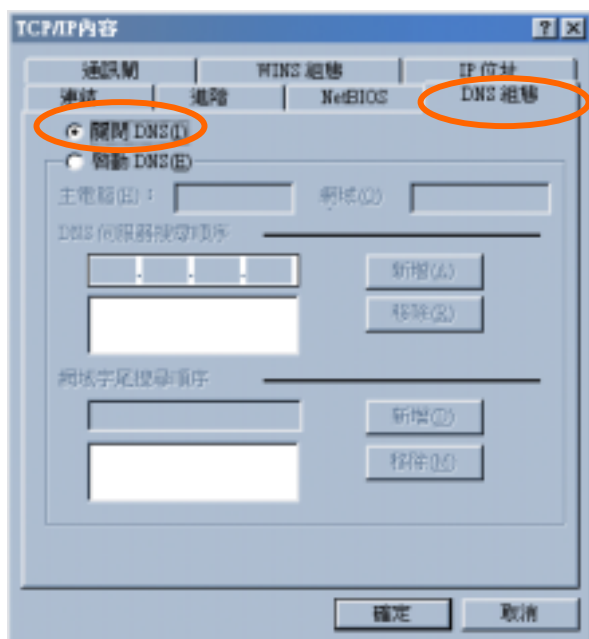 TCP/IP內容
通訊閘 WINS 組態 IP 位址
連結 進階 NetBIOS DNS 組態
關閉 DNS(I)
啟動 DNS(E)
主電腦(H)： 網域(O)
DNS 伺服器搜尋順序
新增(A)
移除(R)
網域字尾搜尋順序
新增(D)
移除(M)
確定 取消